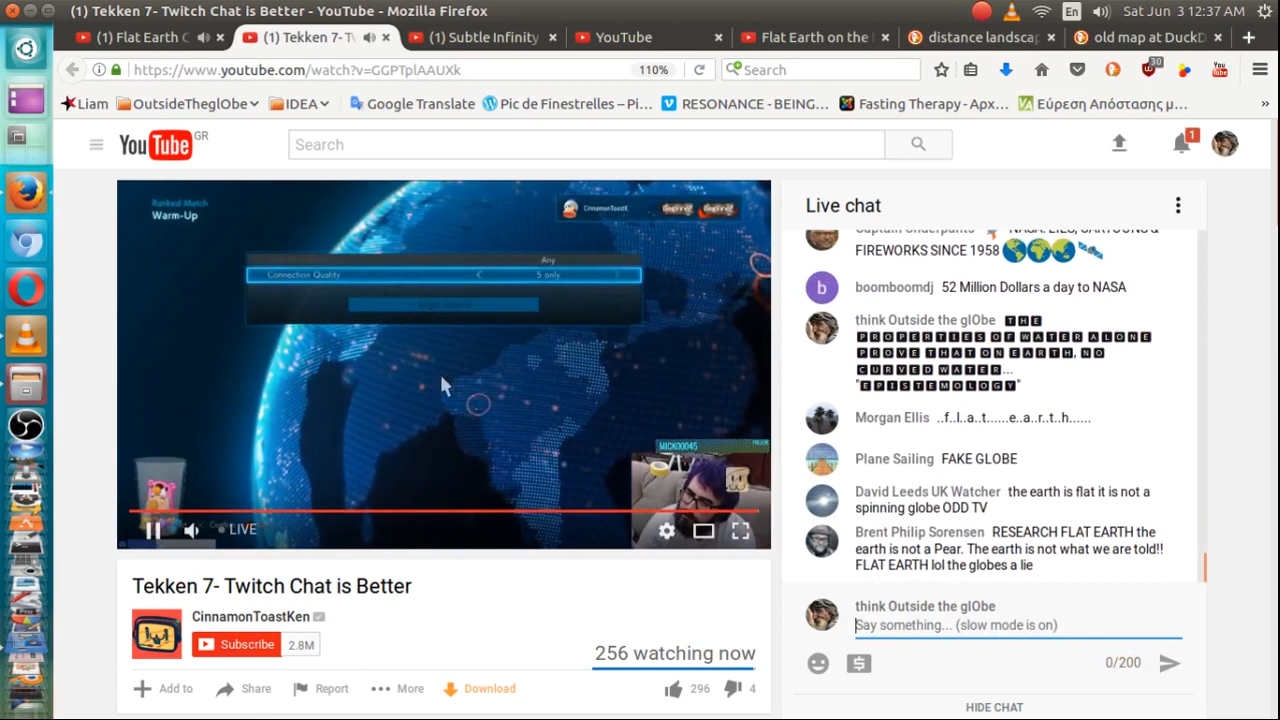 (1) Tekken 7- Twitch Chat is Better - YouTube - Mozilla Firefox
En
Sat Jun 3 12:37 AM
(1) Flat Earth C
(1) Tekken 7- Tw
(1) Subtle Infinity
YouTube
Flat Earth on the
distance landscap
old map at DuckD
https://www.youtube.com/watch?v=GGPTplAAUXk
110%
Search
30
You
Liam
OutsideTheglObe
IDEA
Google Translate
Pic de Finestrelles – Pi…
RESONANCE - BEING…
Fasting Therapy - Apx…
Εύρεση Απόστασης μ…
YouTube GR
Search
1
Ranked Match
Warm-Up
CinnamonToastK
Beginner
Beginner
Any
Connection Quality
5 only
MICK00045
LIVE
Tekken 7- Twitch Chat is Better
CinnamonToastKen
Subscribe
2.8M
256 watching now
Add to
Share
Report
More
Download
296
4
Live chat
Captain Underpants NASA. LIES, CARTOONS &
FIREWORKS SINCE 1958
boomboomdj 52 Million Dollars a day to NASA
think Outside the glObe THE
PROPERTIES OF WATER ALONE
PROVE THAT ON EARTH, NO
CURVED WATER...
"EPISTEMOLOGY"
Morgan Ellis ..f..l..a..t......e..a..r..t..h......
Plane Sailing FAKE GLOBE
David Leeds UK Watcher the earth is flat it is not a
spinning globe ODD TV
Brent Philip Sorensen RESEARCH FLAT EARTH the
earth is not a Pear. The earth is not what we are told!!
FLAT EARTH lol the globes a lie
think Outside the glObe
Say something... (slow mode is on)
0/200
HIDE CHAT